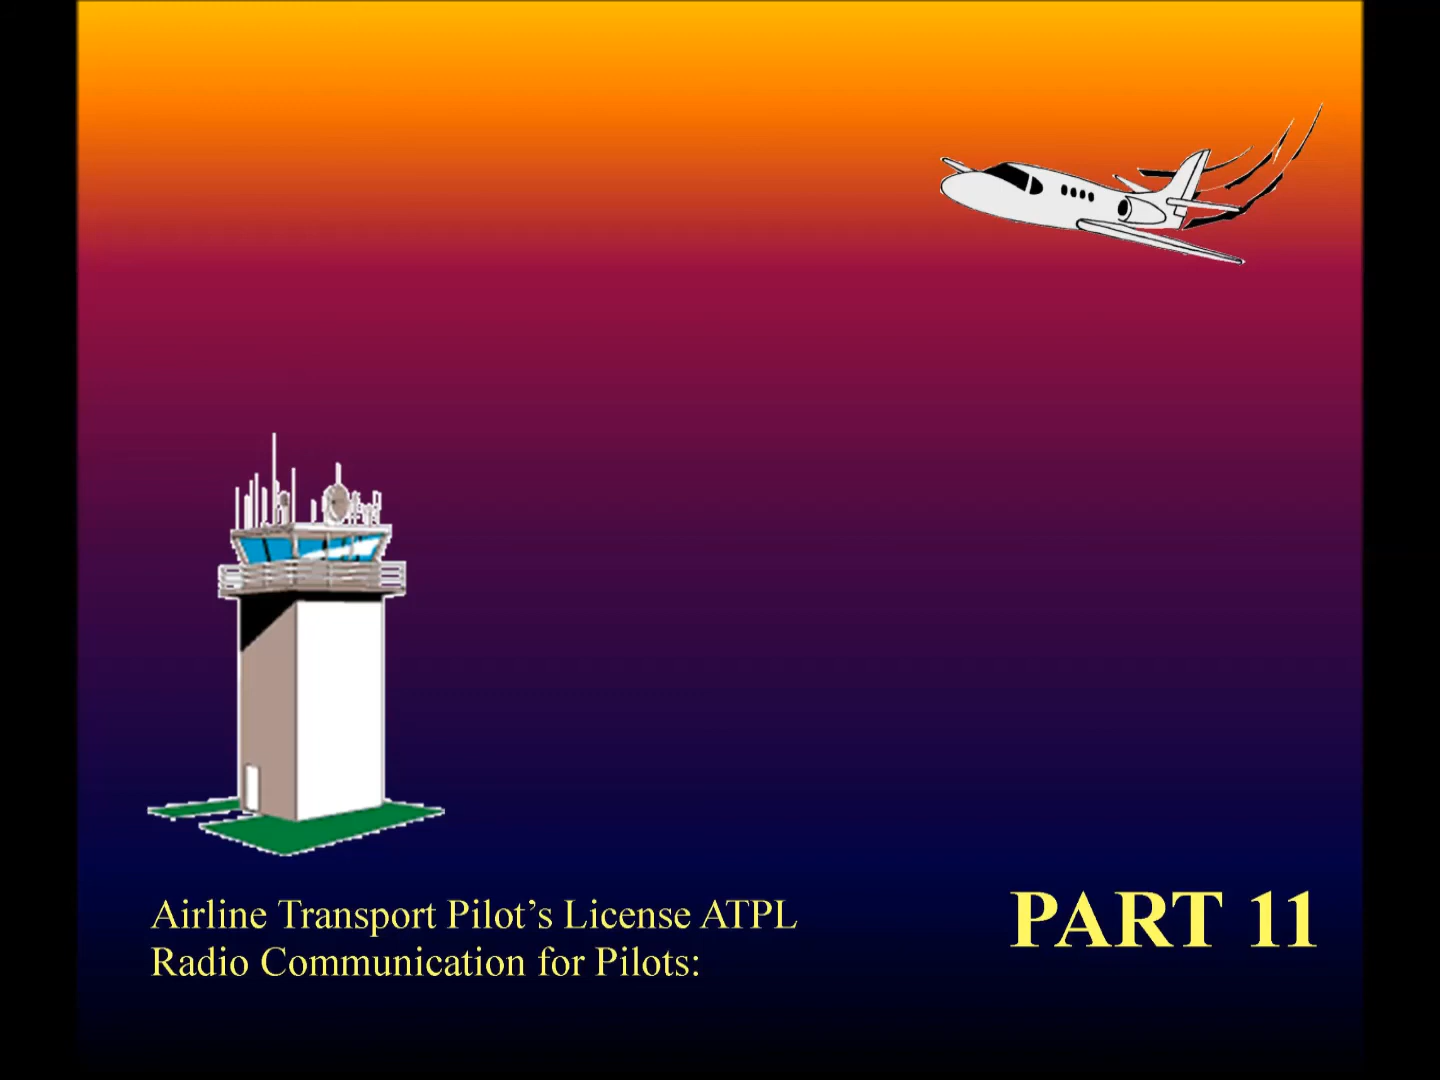 Airline Transport Pilot’s License ATPL
Radio Communication for Pilots:
PART 11